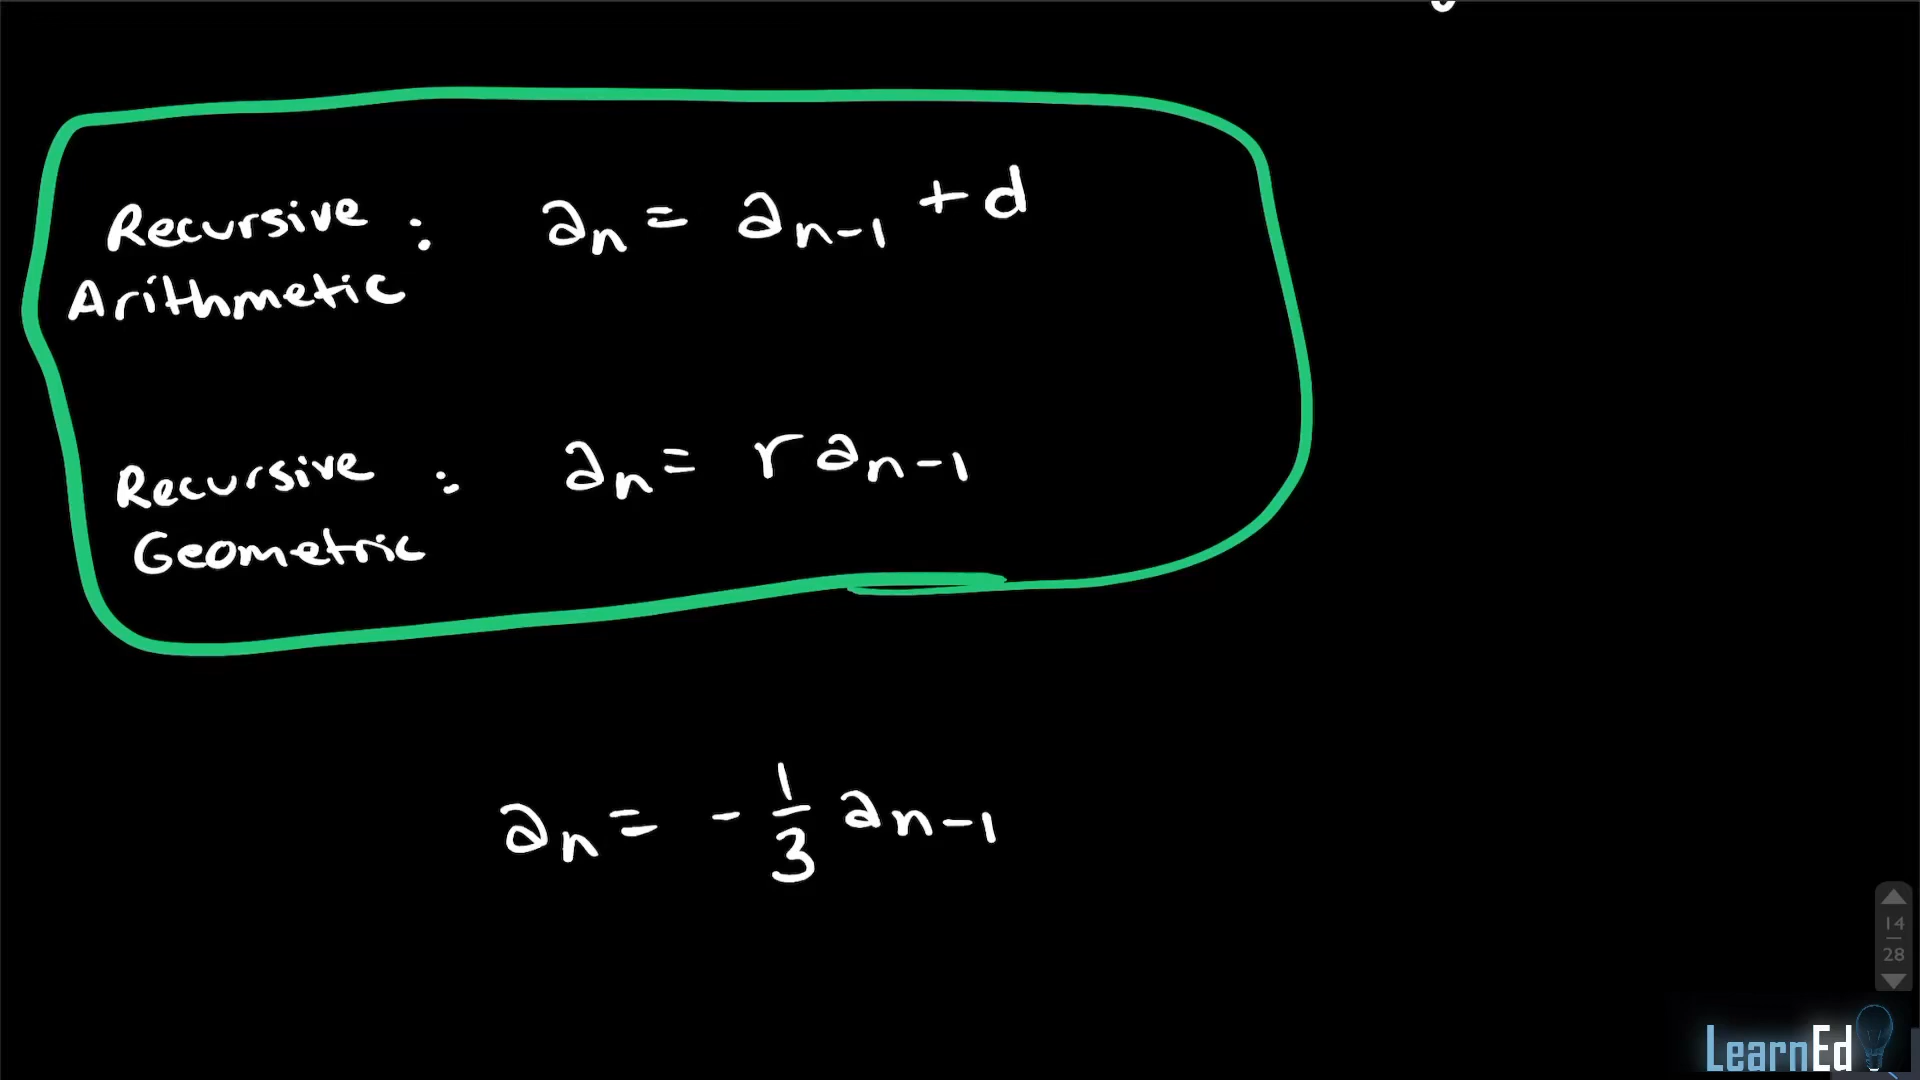 Recursive : aₙ = aₙ₋₁ + d
Arithmetic
Recursive : aₙ = r aₙ₋₁
Geometric
aₙ = - 1/3 aₙ₋₁
14
28
LearnEd